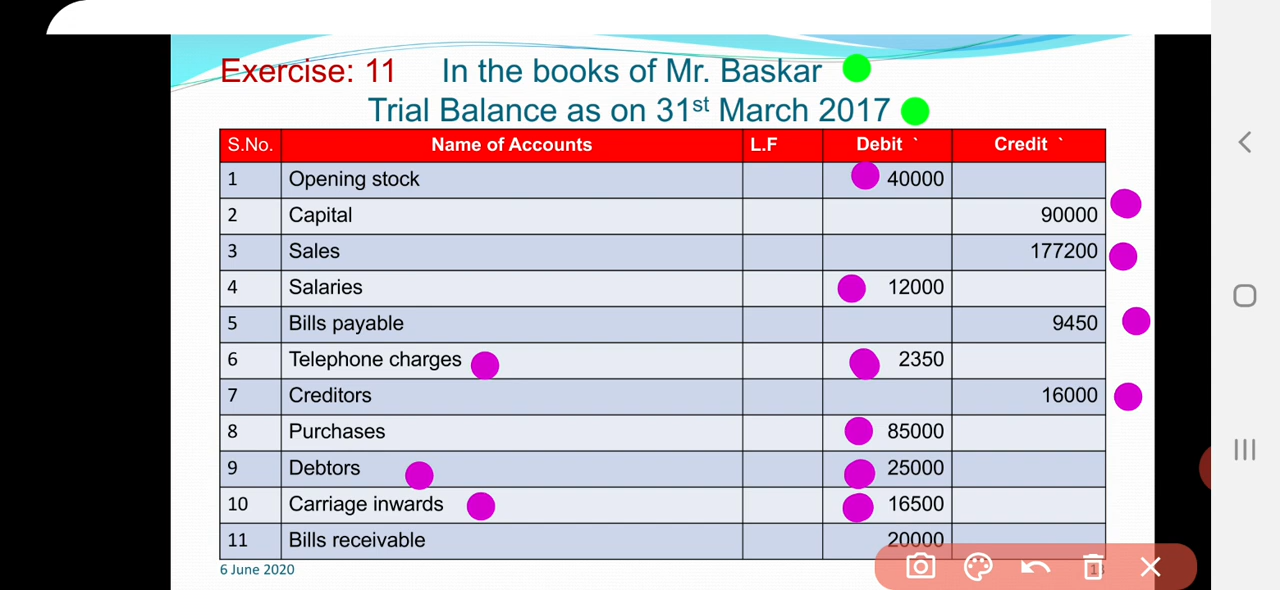 Exercise: 11 In the books of Mr. Baskar
Trial Balance as on 31st March 2017
S.No. Name of Accounts L.F Debit ` Credit `
1 Opening stock 40000
2 Capital 90000
3 Sales 177200
4 Salaries 12000
5 Bills payable 9450
6 Telephone charges 2350
7 Creditors 16000
8 Purchases 85000
9 Debtors 25000
10 Carriage inwards 16500
11 Bills receivable 20000
6 June 2020